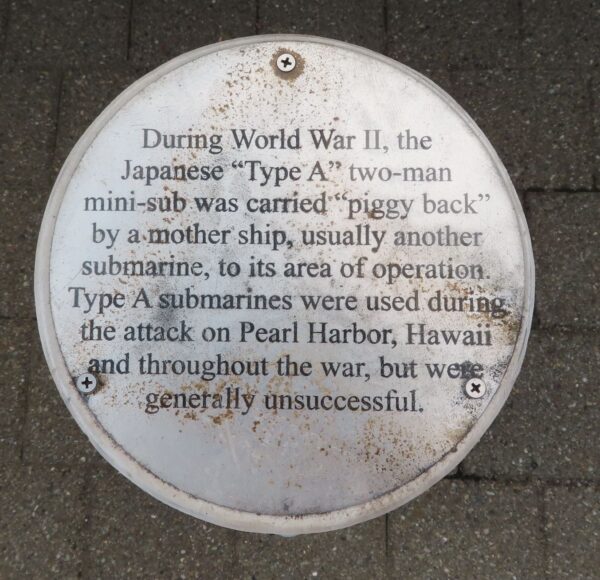 During World War II, the
Japanese “Type A” two-man
mini-sub was carried “piggy back”
by a mother ship, usually another
submarine, to its area of operation.
Type A submarines were used during
the attack on Pearl Harbor, Hawaii
and throughout the war, but were
generally unsuccessful.